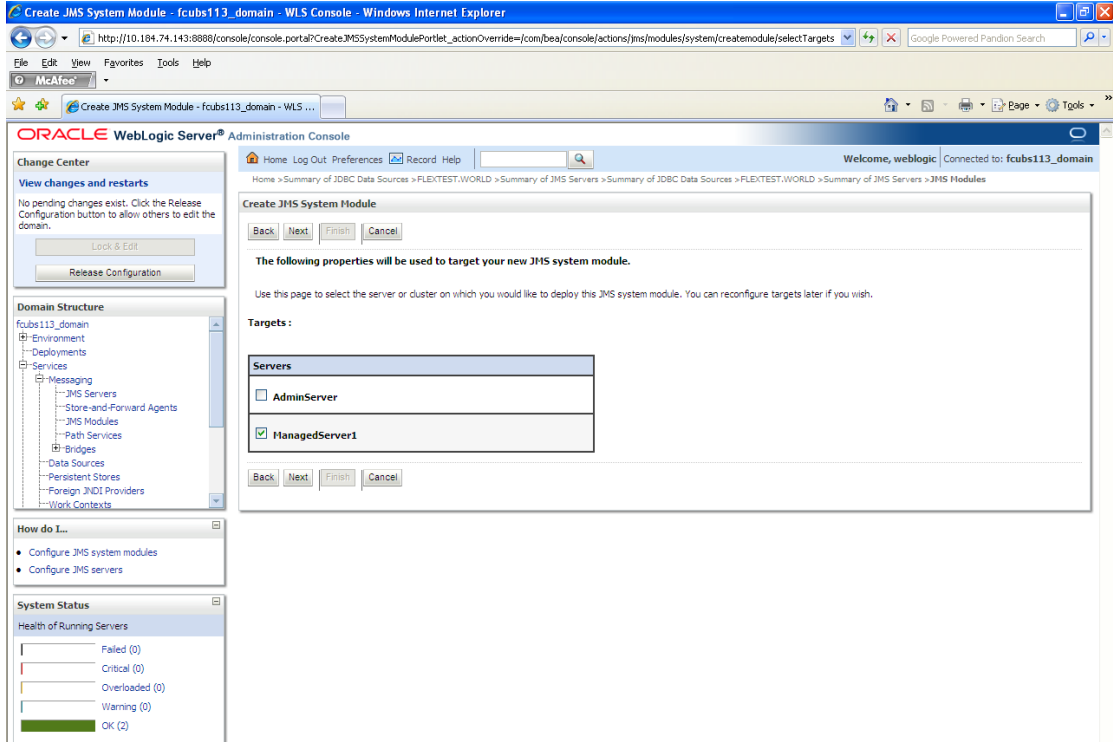 Create JMS System Module - fcubs113_domain - WLS Console - Windows Internet Explorer
http://10.184.74.143:8888/console/console.portal?CreateJMSSystemModulePortlet_actionOverride=/com/bea/console/actions/jms/modules/system/createmodule/selectTargets
Google Powered Pandion Search
File Edit View Favorites Tools Help
McAfee
Create JMS System Module - fcubs113_domain - WLS ...
Page Tools
ORACLE WebLogic Server® Administration Console
Change Center
View changes and restarts
No pending changes exist. Click the Release
Configuration button to allow others to edit the
domain.
Lock & Edit
Release Configuration
Domain Structure
fcubs113_domain
Environment
Deployments
Services
Messaging
JMS Servers
Store-and-Forward Agents
JMS Modules
Path Services
Bridges
Data Sources
Persistent Stores
Foreign JNDI Providers
Work Contexts
How do I...
Configure JMS system modules
Configure JMS servers
System Status
Health of Running Servers
Failed (0)
Critical (0)
Overloaded (0)
Warning (0)
OK (2)
Home Log Out Preferences Record Help
Welcome, weblogic Connected to: fcubs113_domain
Home >Summary of JDBC Data Sources >FLEXTEST.WORLD >Summary of JMS Servers >Summary of JDBC Data Sources >FLEXTEST.WORLD >Summary of JMS Servers >JMS Modules
Create JMS System Module
Back Next Finish Cancel
The following properties will be used to target your new JMS system module.
Use this page to select the server or cluster on which you would like to deploy this JMS system module. You can reconfigure targets later if you wish.
Targets :
Servers
AdminServer
ManagedServer1
Back Next Finish Cancel